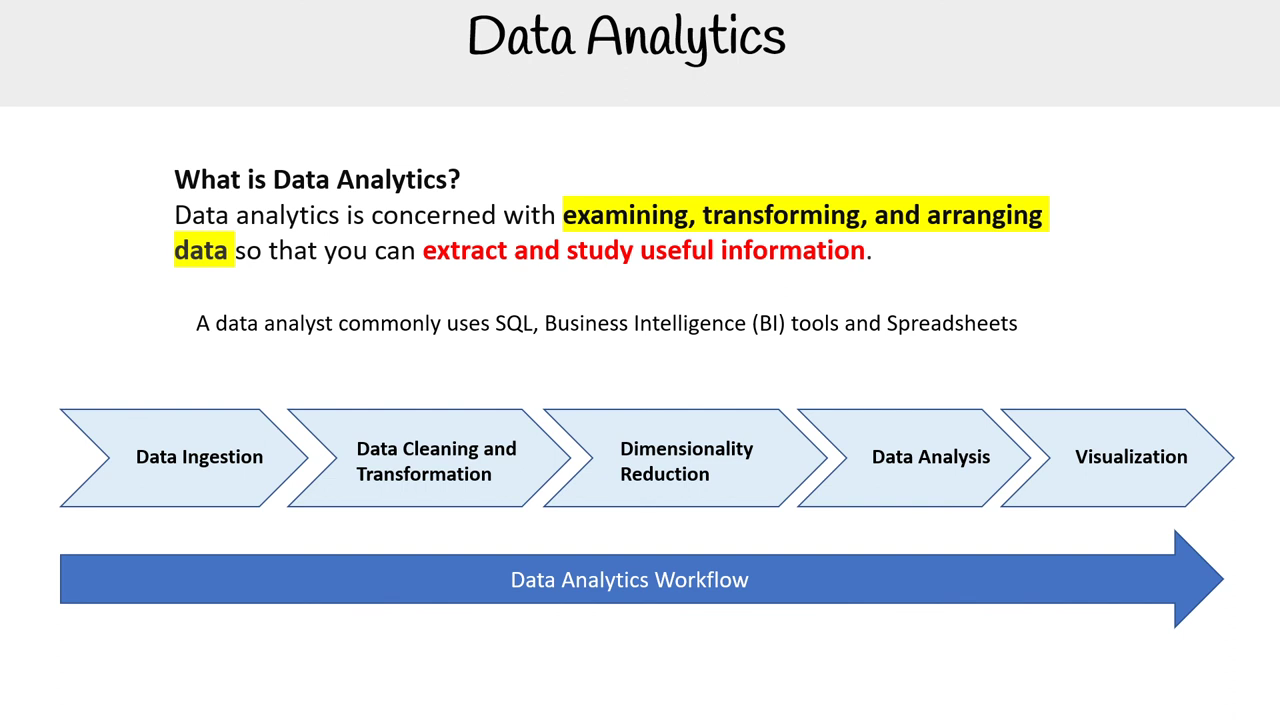 Data Analytics
What is Data Analytics?
Data analytics is concerned with examining, transforming, and arranging
data so that you can extract and study useful information.
A data analyst commonly uses SQL, Business Intelligence (BI) tools and Spreadsheets
Data Ingestion
Data Cleaning and
Transformation
Dimensionality
Reduction
Data Analysis
Visualization
Data Analytics Workflow